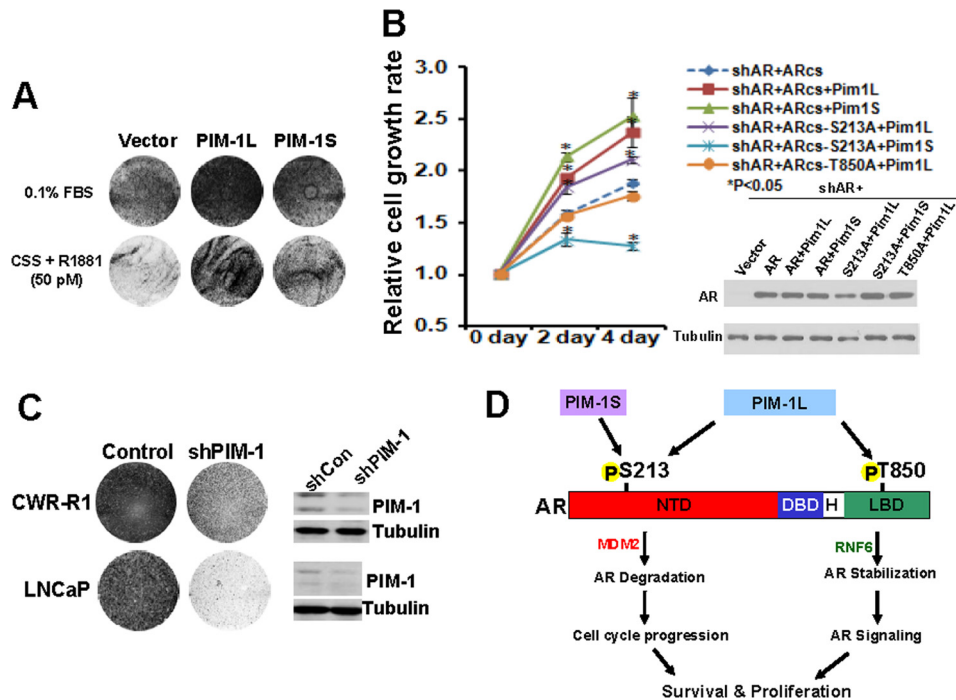 A
Vector PIM-1L PIM-1S
0.1% FBS
CSS + R1881
(50 pM)
B
Relative cell growth rate
3.0
2.5
2.0
1.5
1.0
0.5
0 day 2 day 4 day
* * * * * * * *
shAR+ARcs
shAR+ARcs+Pim1L
shAR+ARcs+Pim1S
shAR+ARcs-S213A+Pim1L
shAR+ARcs-S213A+Pim1S
shAR+ARcs-T850A+Pim1L
*P<0.05
shAR+
Vector AR AR+Pim1L AR+Pim1S S213A+Pim1L S213A+Pim1S T850A+Pim1L
AR
Tubulin
C
Control shPIM-1
CWR-R1
LNCaP
shCon shPIM-1
PIM-1
Tubulin
PIM-1
Tubulin
D
PIM-1S PIM-1L
P S213 P T850
AR NTD DBD H LBD
MDM2 RNF6
AR Degradation AR Stabilization
Cell cycle progression AR Signaling
Survival & Proliferation